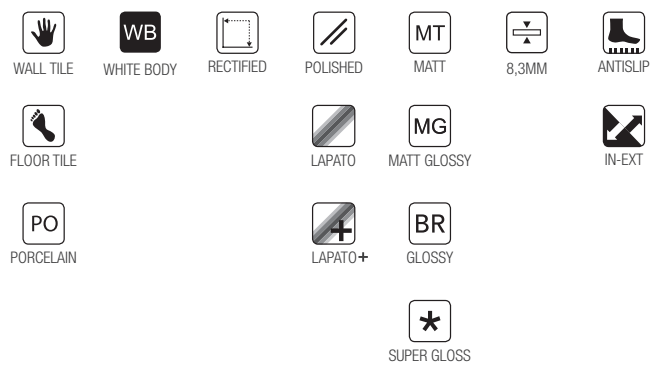 WB
MT
WALL TILE
WHITE BODY
RECTIFIED
POLISHED
MATT
8,3MM
ANTISLIP
MG
FLOOR TILE
LAPATO
MATT GLOSSY
IN-EXT
PO
BR
PORCELAIN
LAPATO+
GLOSSY
*
SUPER GLOSS